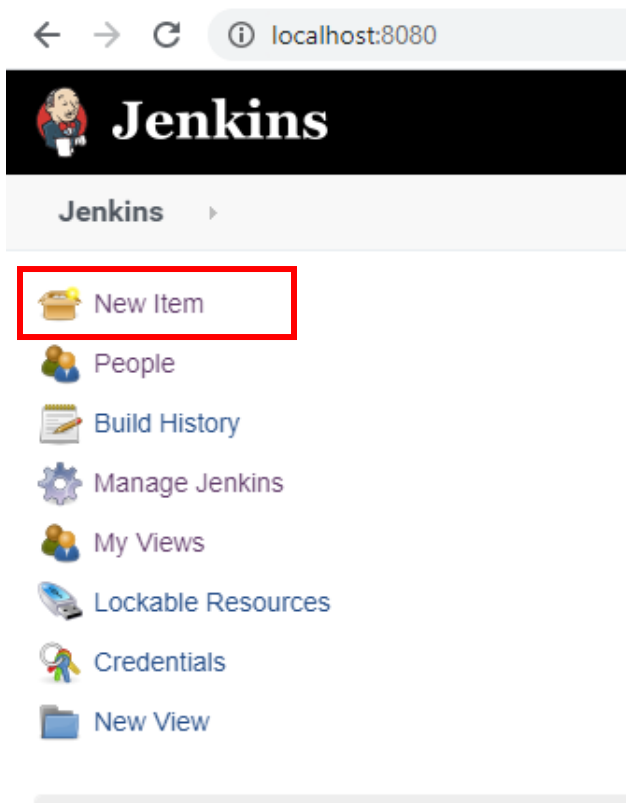 localhost:8080
Jenkins
Jenkins
New Item
People
Build History
Manage Jenkins
My Views
Lockable Resources
Credentials
New View